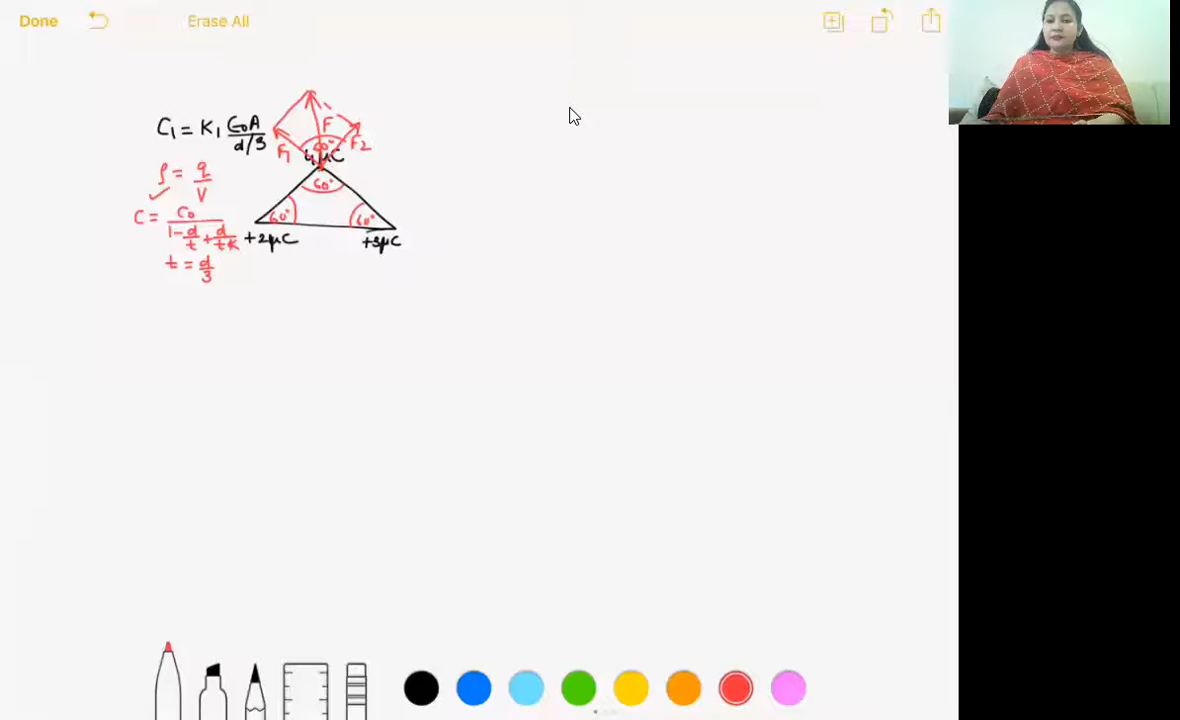 Done
Erase All
C₁ = K₁ ϵ₀A
d/3
F
F₁
F₂
60°
4μC
ρ = q
V
60°
C = C₀
1 - d/t + d/tK
60°
60°
+2μC
+3μC
t = d
3